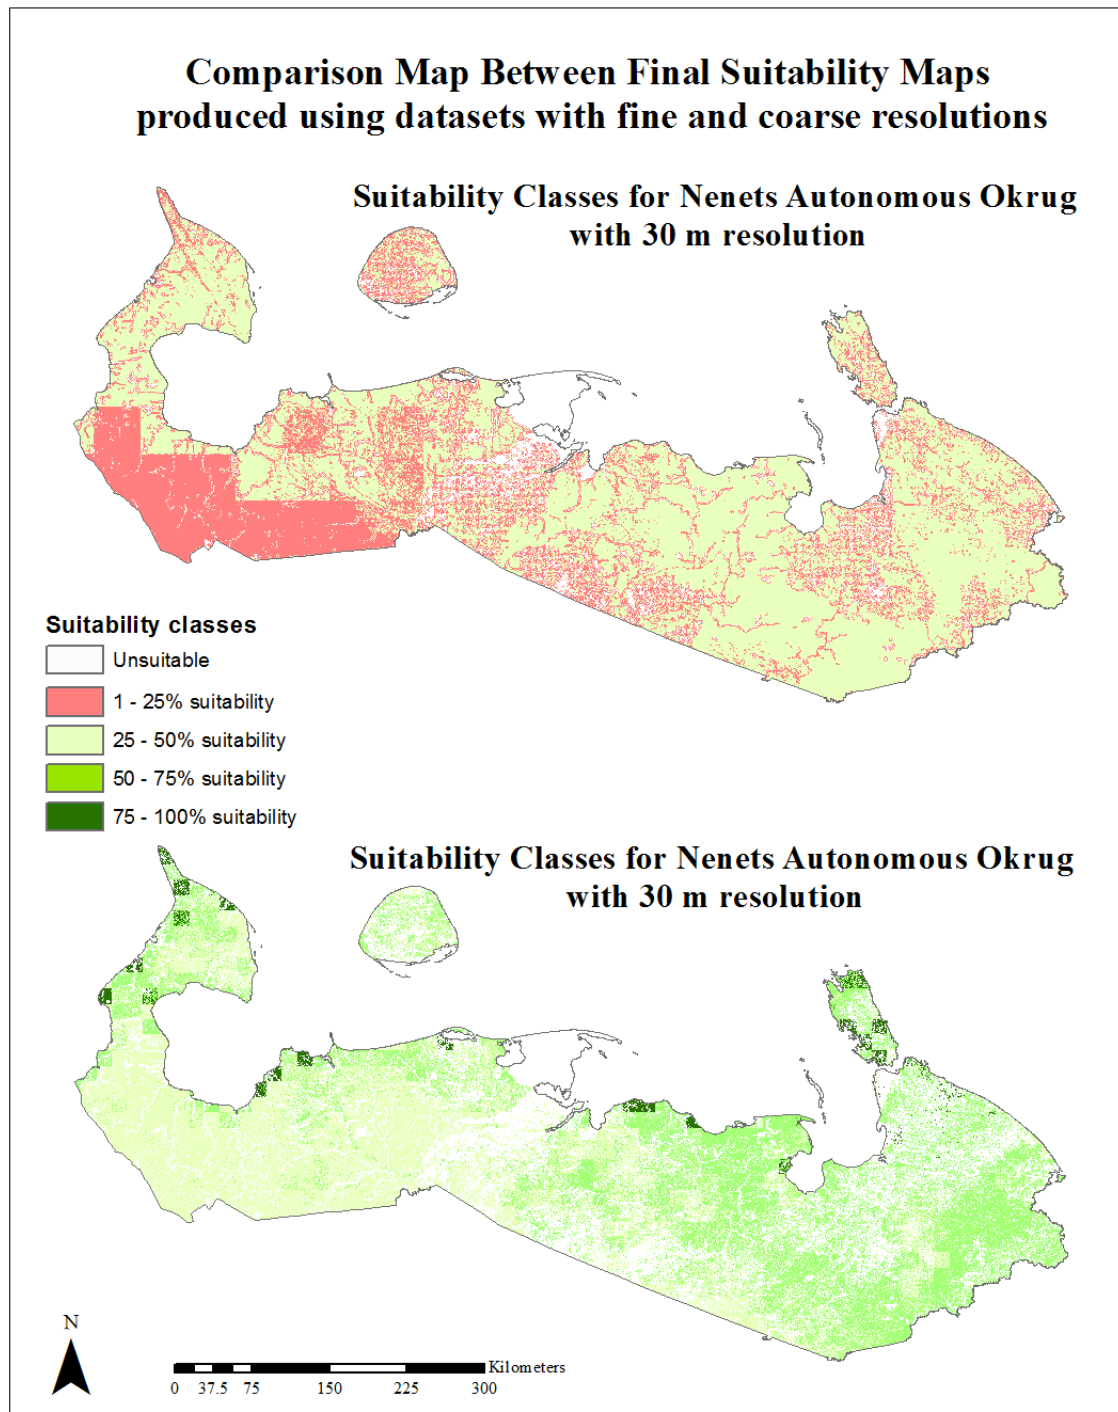 Comparison Map Between Final Suitability Maps
produced using datasets with fine and coarse resolutions
Suitability Classes for Nenets Autonomous Okrug
with 30 m resolution
Suitability classes
Unsuitable
1 - 25% suitability
25 - 50% suitability
50 - 75% suitability
75 - 100% suitability
Suitability Classes for Nenets Autonomous Okrug
with 30 m resolution
N
Kilometers
0 37.5 75 150 225 300